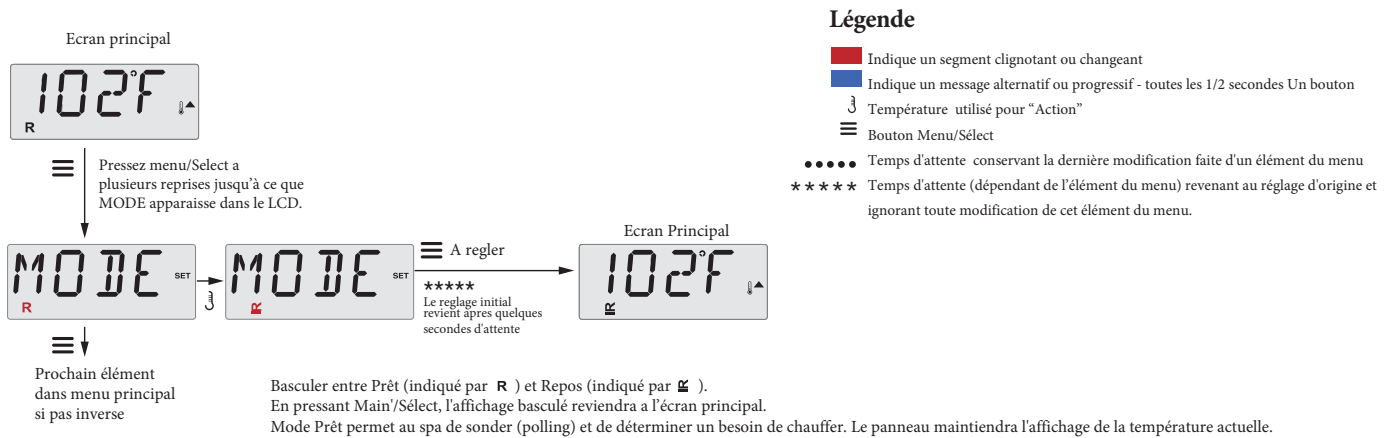 Ecran principal
102°F
R
Pressez menu/Select a
plusieurs reprises jusqu'à ce que
MODE apparaisse dans le LCD.
MODE SET
R
MODE SET
R
A regler
*****
Le reglage initial
revient apres quelques
secondes d'attente
Ecran Principal
102°F
R
Prochain élément
dans menu principal
si pas inverse
Légende
Indique un segment clignotant ou changeant
Indique un message alternatif ou progressif - toutes les 1/2 secondes Un bouton
Température utilisé pour “Action”
Bouton Menu/Sélect
••••• Temps d'attente conservant la dernière modification faite d'un élément du menu
***** Temps d'attente (dépendant de l’élément du menu) revenant au réglage d'origine et
ignorant toute modification de cet élément du menu.
Basculer entre Prêt (indiqué par R ) et Repos (indiqué par R ).
En pressant Main'/Sélect, l'affichage basculé reviendra a l’écran principal.
Mode Prêt permet au spa de sonder (polling) et de déterminer un besoin de chauffer. Le panneau maintiendra l'affichage de la température actuelle.